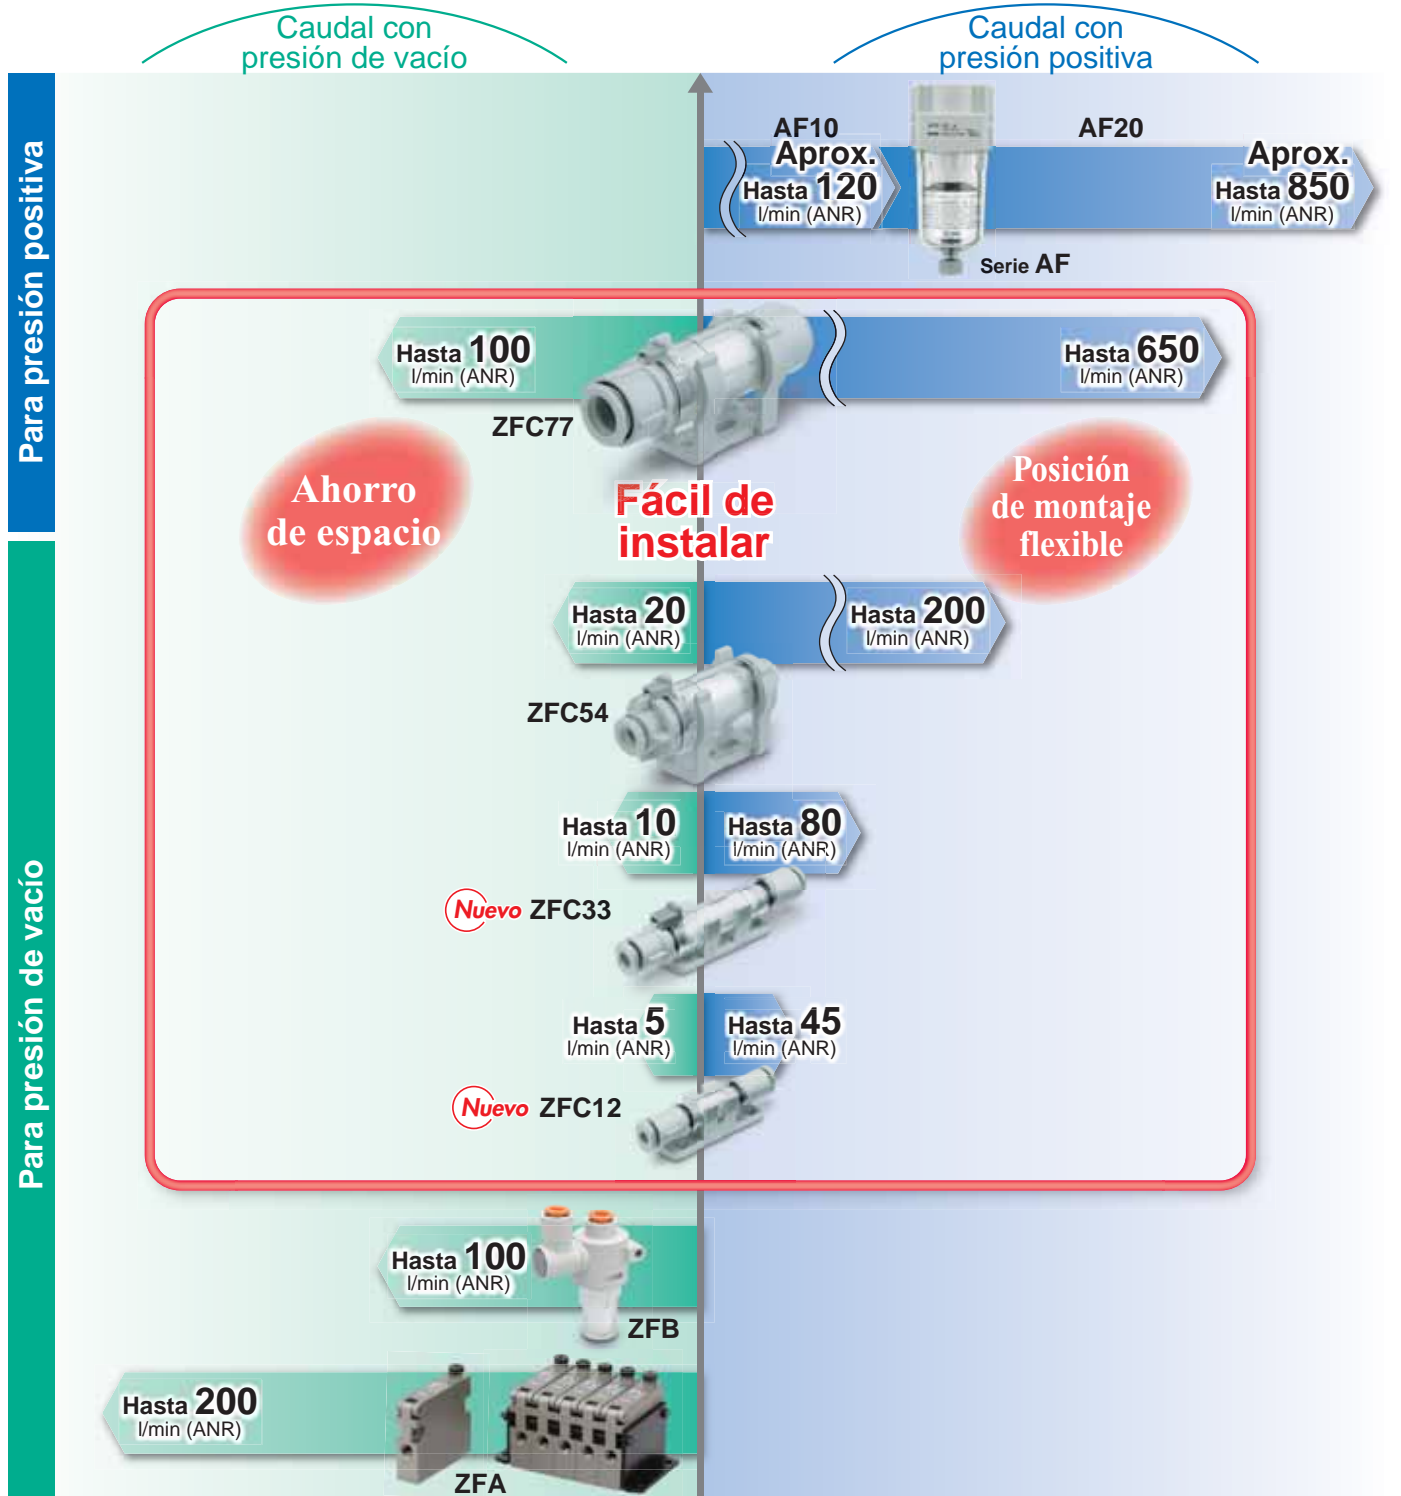 Caudal con
presión de vacío
Caudal con
presión positiva
Para presión positiva
AF10
Aprox.
Hasta 120
l/min (ANR)
AF20
Aprox.
Hasta 850
l/min (ANR)
Serie AF
Hasta 100
l/min (ANR)
Hasta 650
l/min (ANR)
ZFC77
Ahorro
de espacio
Fácil de
instalar
Posición
de montaje
flexible
Para presión de vacío
Hasta 20
l/min (ANR)
Hasta 200
l/min (ANR)
ZFC54
Hasta 10
l/min (ANR)
Hasta 80
l/min (ANR)
Nuevo ZFC33
Hasta 5
l/min (ANR)
Hasta 45
l/min (ANR)
Nuevo ZFC12
Hasta 100
l/min (ANR)
ZFB
Hasta 200
l/min (ANR)
ZFA